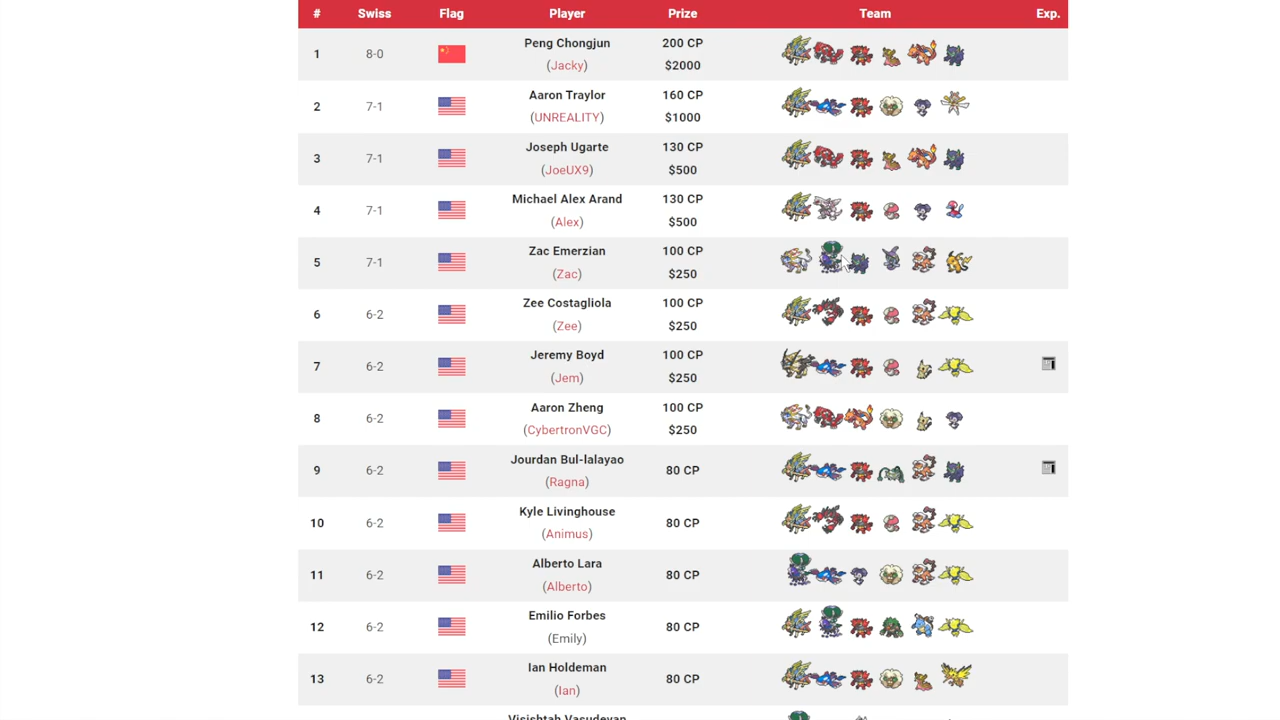 # Swiss Flag Player Prize Team Exp.
1 8-0 Peng Chongjun 200 CP
(Jacky) $2000
2 7-1 Aaron Traylor 160 CP
(UNREALITY) $1000
3 7-1 Joseph Ugarte 130 CP
(JoeUX9) $500
4 7-1 Michael Alex Arand 130 CP
(Alex) $500
5 7-1 Zac Emerzian 100 CP
(Zac) $250
6 6-2 Zee Costagliola 100 CP
(Zee) $250
7 6-2 Jeremy Boyd 100 CP
(Jem) $250
8 6-2 Aaron Zheng 100 CP
(CybertronVGC) $250
9 6-2 Jourdan Bul-lalayao 80 CP
(Ragna)
10 6-2 Kyle Livinghouse 80 CP
(Animus)
11 6-2 Alberto Lara 80 CP
(Alberto)
12 6-2 Emilio Forbes 80 CP
(Emily)
13 6-2 Ian Holdeman 80 CP
(Ian)
Visishtah Vasudevan